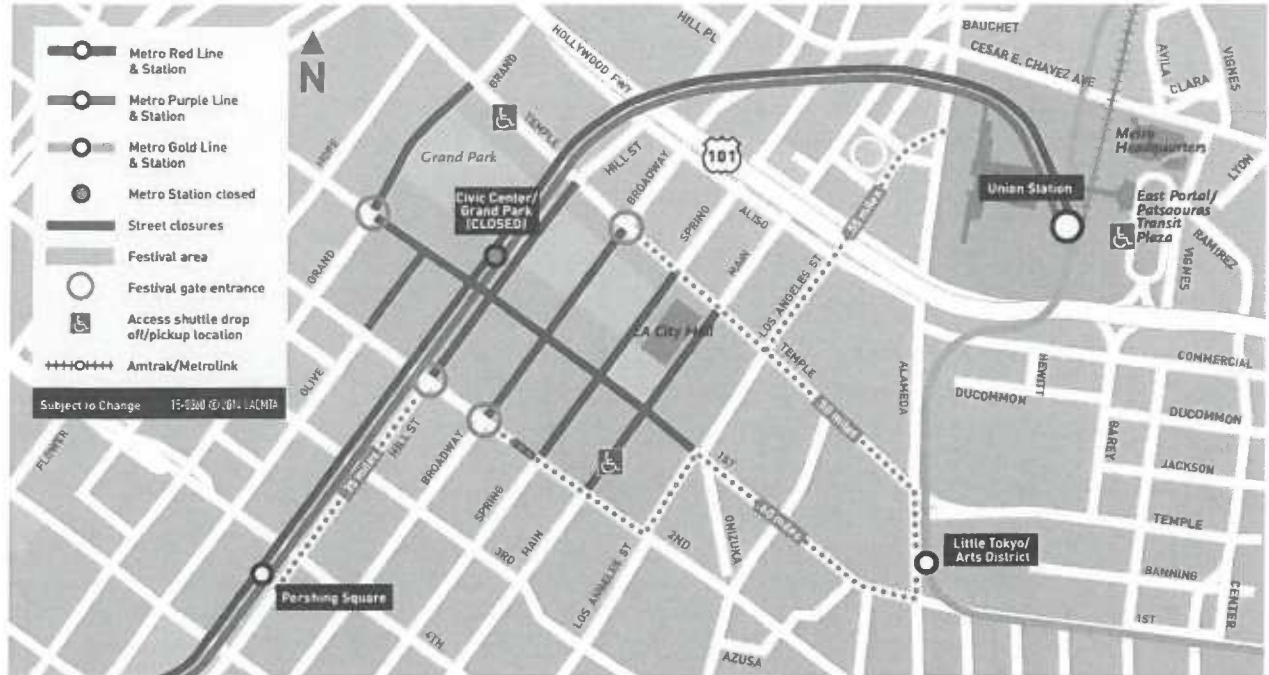 Metro Red Line
& Station
Metro Purple Line
& Station
Metro Gold Line
& Station
Metro Station closed
Street closures
Festival area
Festival gate entrance
Access shuttle drop
off/pickup location
Amtrak/Metrolink
Subject to Change
LACMTA
N
GRAND
HOLLYWOOD FWY
HILL PL
BAUCHET
CESAR E. CHAVEZ AVE
AVILA
CLARA
VIGNES
HOPE
TEMPLE
Grand Park
HILL ST
BROADWAY
101
Metro
Headquarters
LYON
Civic Center/
Grand Park
(CLOSED)
Union Station
East Portal/
Patsaouras
Transit
Plaza
SPRING
ALISO
MAIN
VIGNES
RAMIREZ
GRAND
LA City Hall
LOS ANGELES ST
TEMPLE
ALAMEDA
COMMERCIAL
HEWITT
DUCOMMON
DUCOMMON
OLIVE
FLOWER
HILL ST
BROADWAY
SPRING
MAIN
3RD
1ST
2ND
ONIZUKA
GAREY
JACKSON
TEMPLE
Little Tokyo/
Arts District
BANNING
CENTER
1ST
Pershing Square
LOS ANGELES ST
4TH
AZUSA